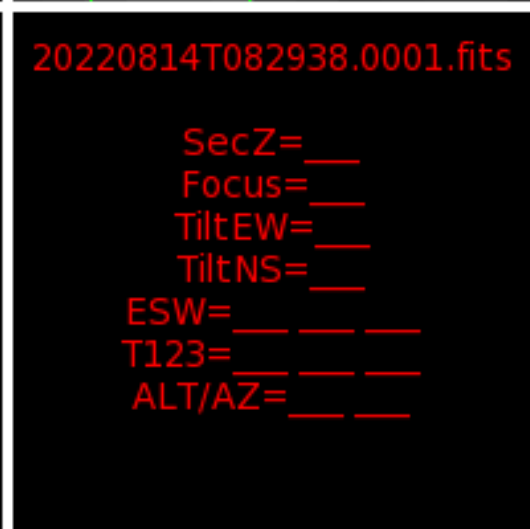 20220814T082938.0001.fits
SecZ=___
Focus=___
TiltEW=___
TiltNS=___
ESW=___ ___ ___
T123=___ ___ ___
ALT/AZ=___ ___